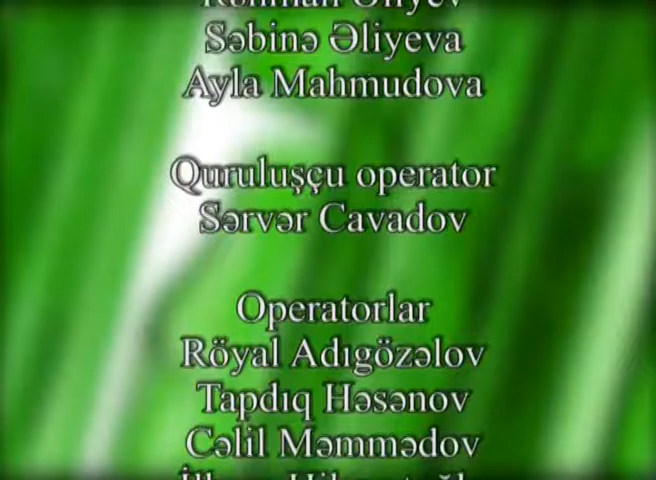 Səbinə Əliyeva
Ayla Mahmudova
Quruluşçu operator
Sərvər Cavadov
Operatorlar
Röyal Adıgözəlov
Tapdıq Həsənov
Cəlil Məmmədov